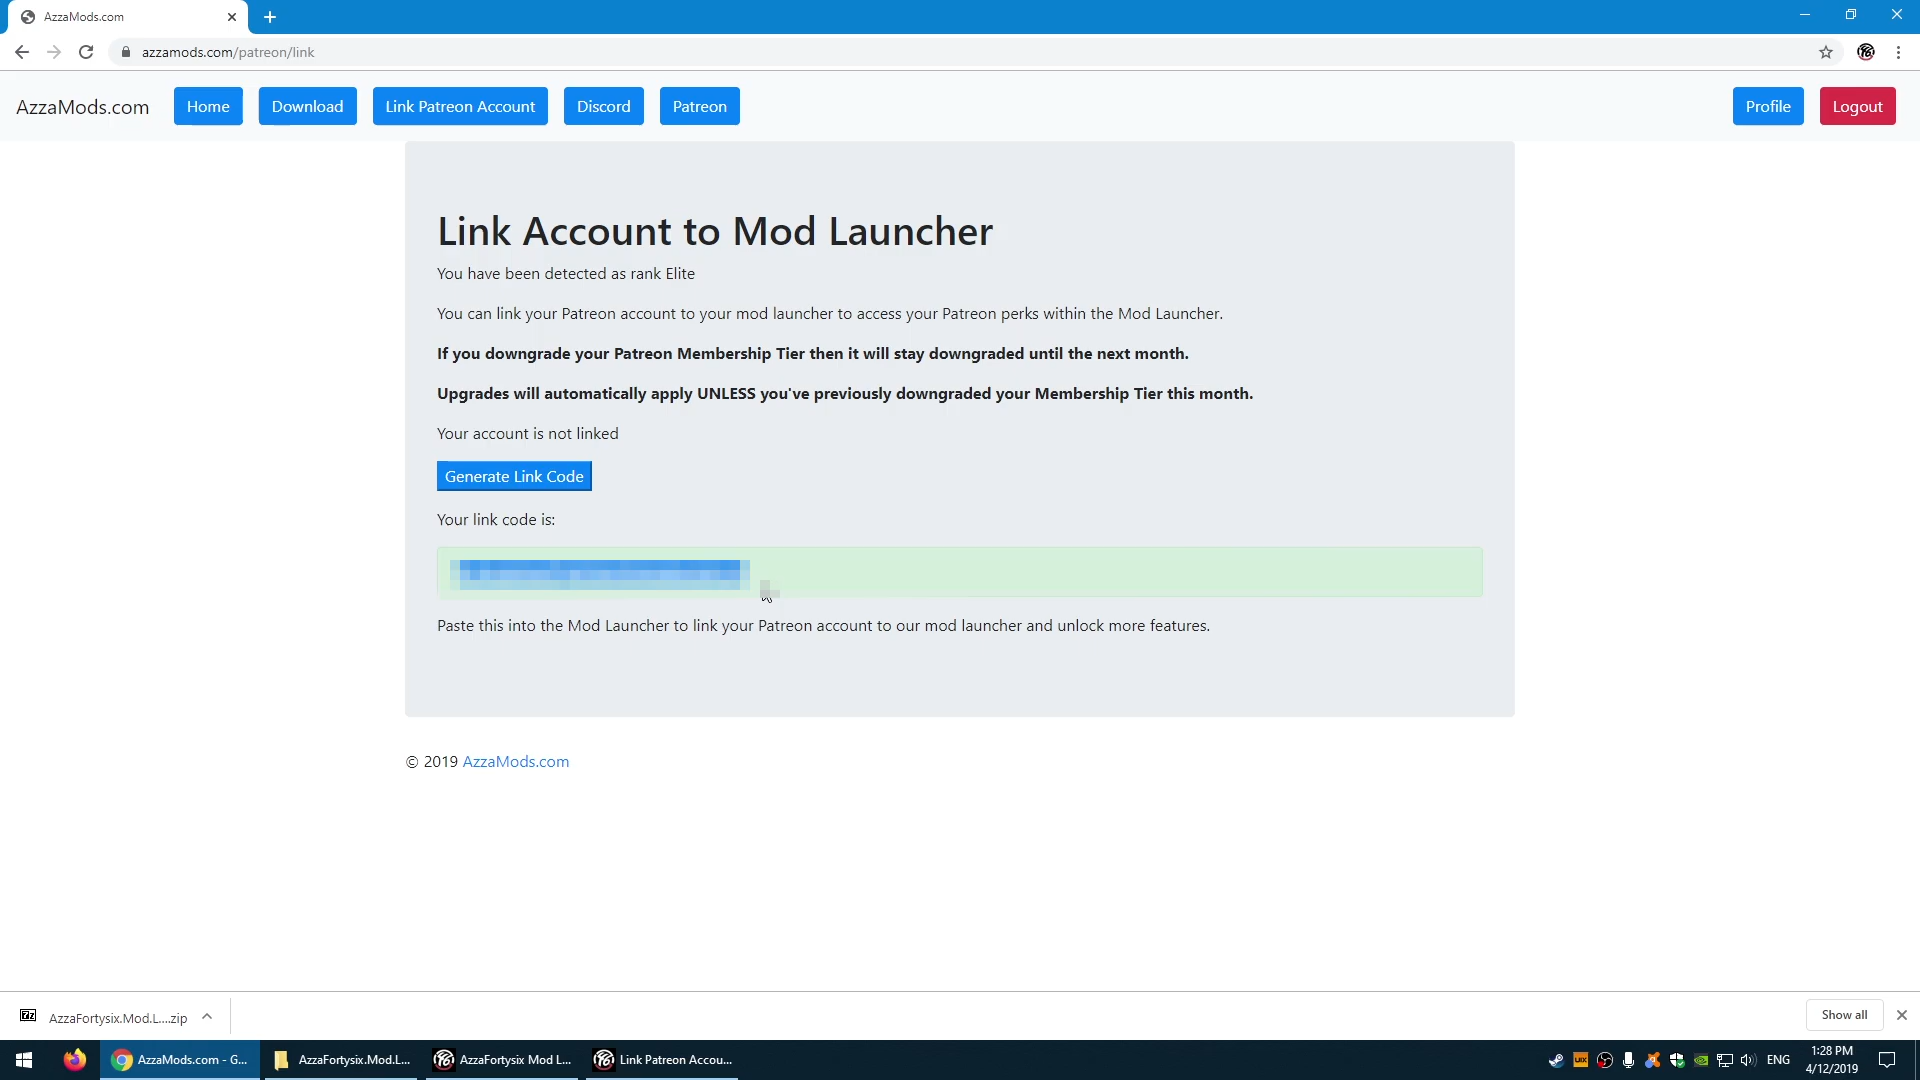 AzzaMods.com
azzamods.com/patreon/link
AzzaMods.com Home Download Link Patreon Account Discord Patreon Profile Logout
Link Account to Mod Launcher
You have been detected as rank Elite
You can link your Patreon account to your mod launcher to access your Patreon perks within the Mod Launcher.
If you downgrade your Patreon Membership Tier then it will stay downgraded until the next month.
Upgrades will automatically apply UNLESS you've previously downgraded your Membership Tier this month.
Your account is not linked
Generate Link Code
Your link code is:
Paste this into the Mod Launcher to link your Patreon account to our mod launcher and unlock more features.
© 2019 AzzaMods.com
AzzaFortysix.Mod.L....zip Show all
AzzaMods.com - G... AzzaFortysix.Mod.L... AzzaFortysix Mod L... Link Patreon Accou... ENG 1:28 PM
4/12/2019